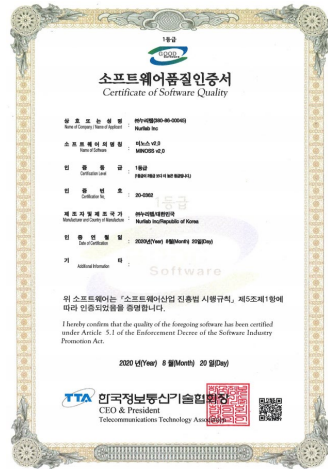 1등급
GOOD
Software
소프트웨어품질인증서
Certificate of Software Quality
상 호 또 는 성 명 : ㈜누리랩(380-86-00045)
Name of Company / Name of Applicant Nurilab Inc
소 프 트 웨 어 의 명 칭 : 미노스 v2.0
Name of Software MINOSS v2.0
인 증 등 급 : 1등급
Certification Level
인 증 번 호 : 20-0362
Certification No.
제 조 자 및 제 조 국 가 : ㈜누리랩/대한민국
Manufacturer and Country of Manufacture Nurilab Inc/Republic of Korea
인 증 연 월 일 : 2020년(Year) 8월(Month) 20일(Day)
Date of Certification
기 타 :
Additional Information
1등급
Software
위 소프트웨어는 「소프트웨어산업 진흥법 시행규칙」 제5조제1항에
따라 인증되었음을 증명합니다.
I hereby confirm that the quality of the foregoing software has been certified
under Article 5.1 of the Enforcement Decree of the Software Industry
Promotion Act.
2020 년(Year) 8 월(Month) 20 일(Day)
TTA 한국정보통신기술협회장
CEO & President
Telecommunications Technology Association